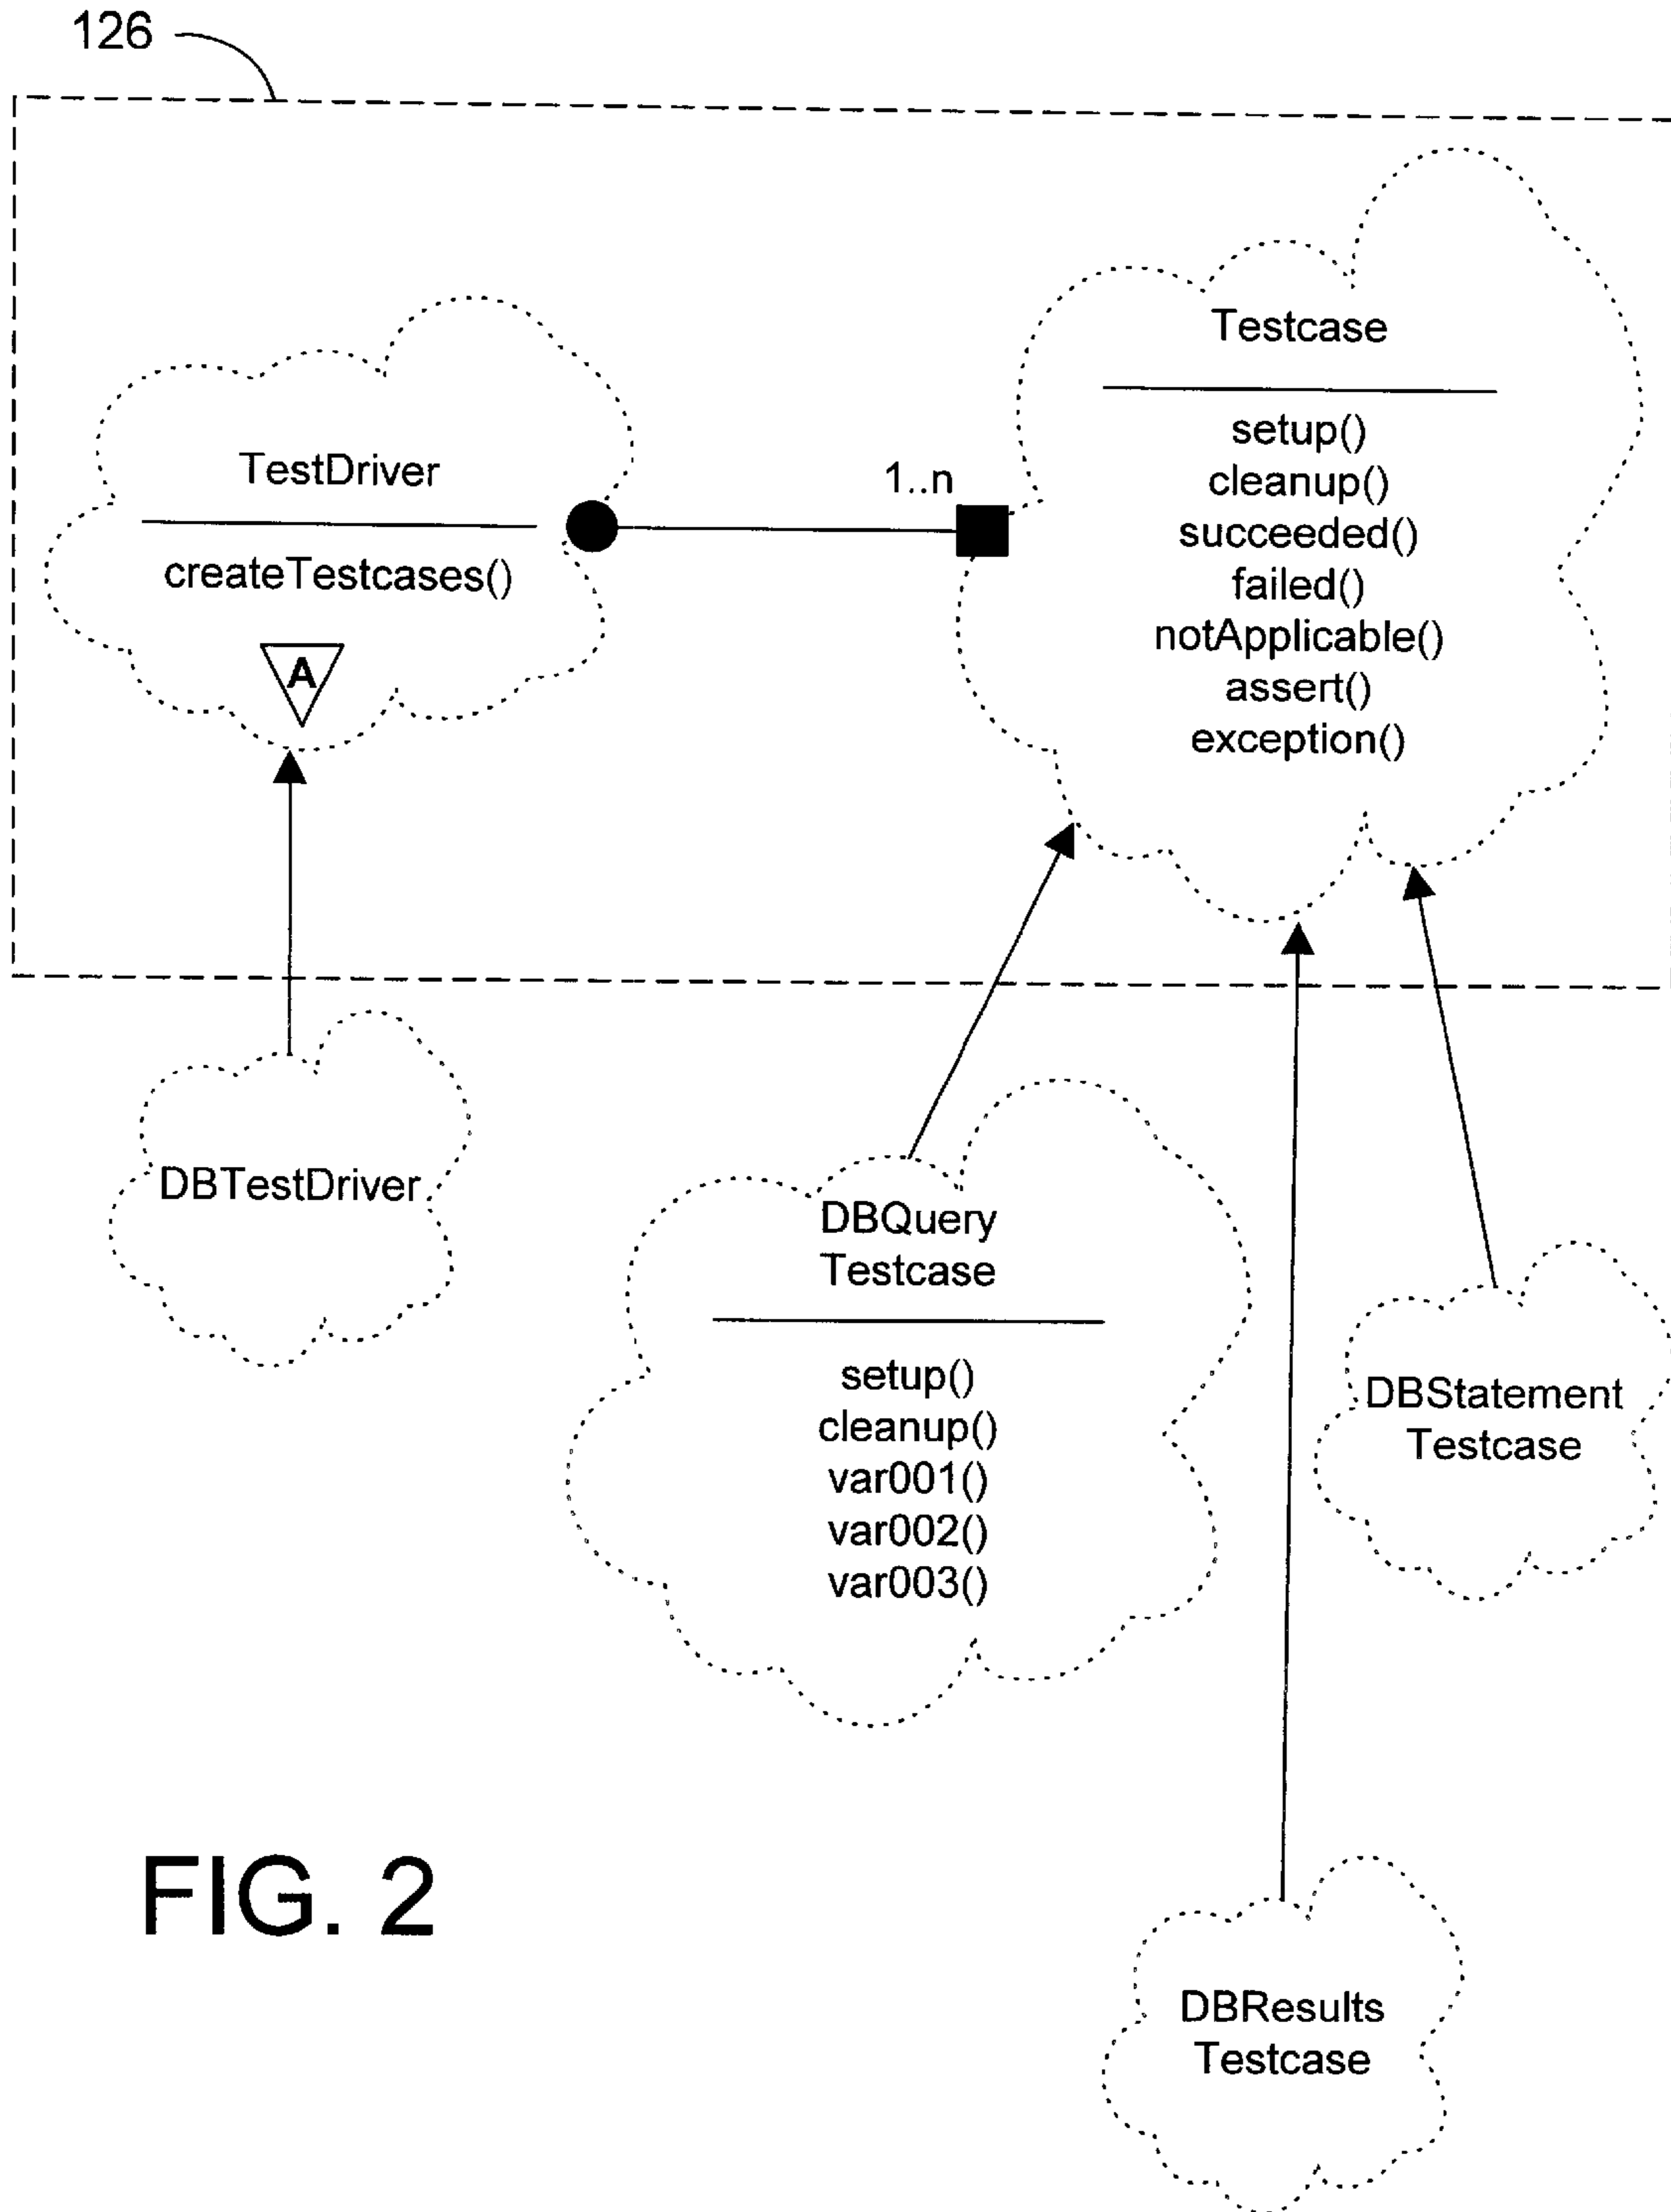 126
TestDriver
createTestcases()
A
1..n
Testcase
setup()
cleanup()
succeeded()
failed()
notApplicable()
assert()
exception()
DBTestDriver
DBQuery
Testcase
setup()
cleanup()
var001()
var002()
var003()
DBStatement
Testcase
DBResults
Testcase
FIG. 2